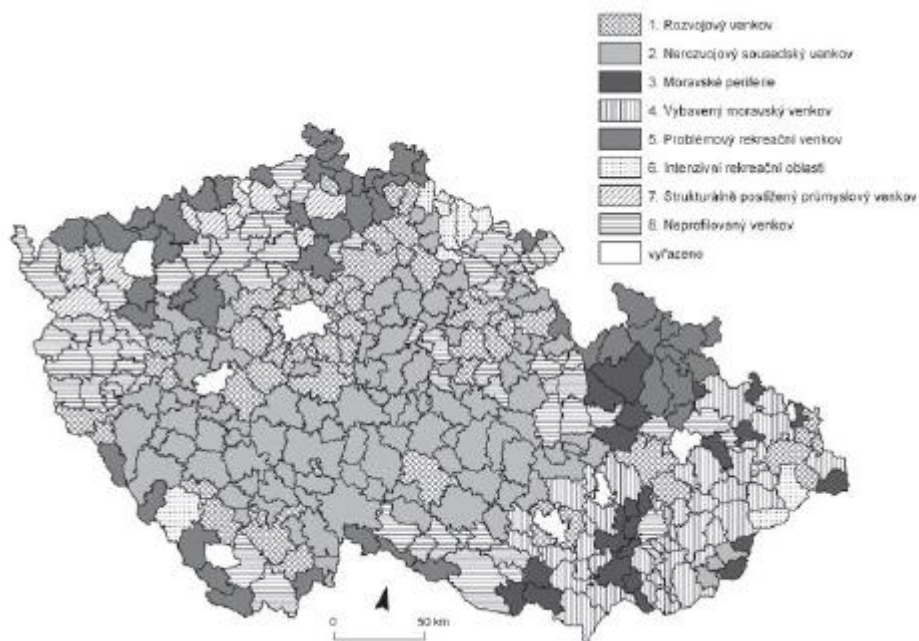 1. Rozvojový venkov
2. Nerozvojový sousedský venkov
3. Moravské periferie
4. Vybavený moravský venkov
5. Problémový rekreační venkov
6. Intenzivní rekreační oblasti
7. Strukturálně postižený průmyslový venkov
8. Neprofilovaný venkov
vyřazeno
0 50 km